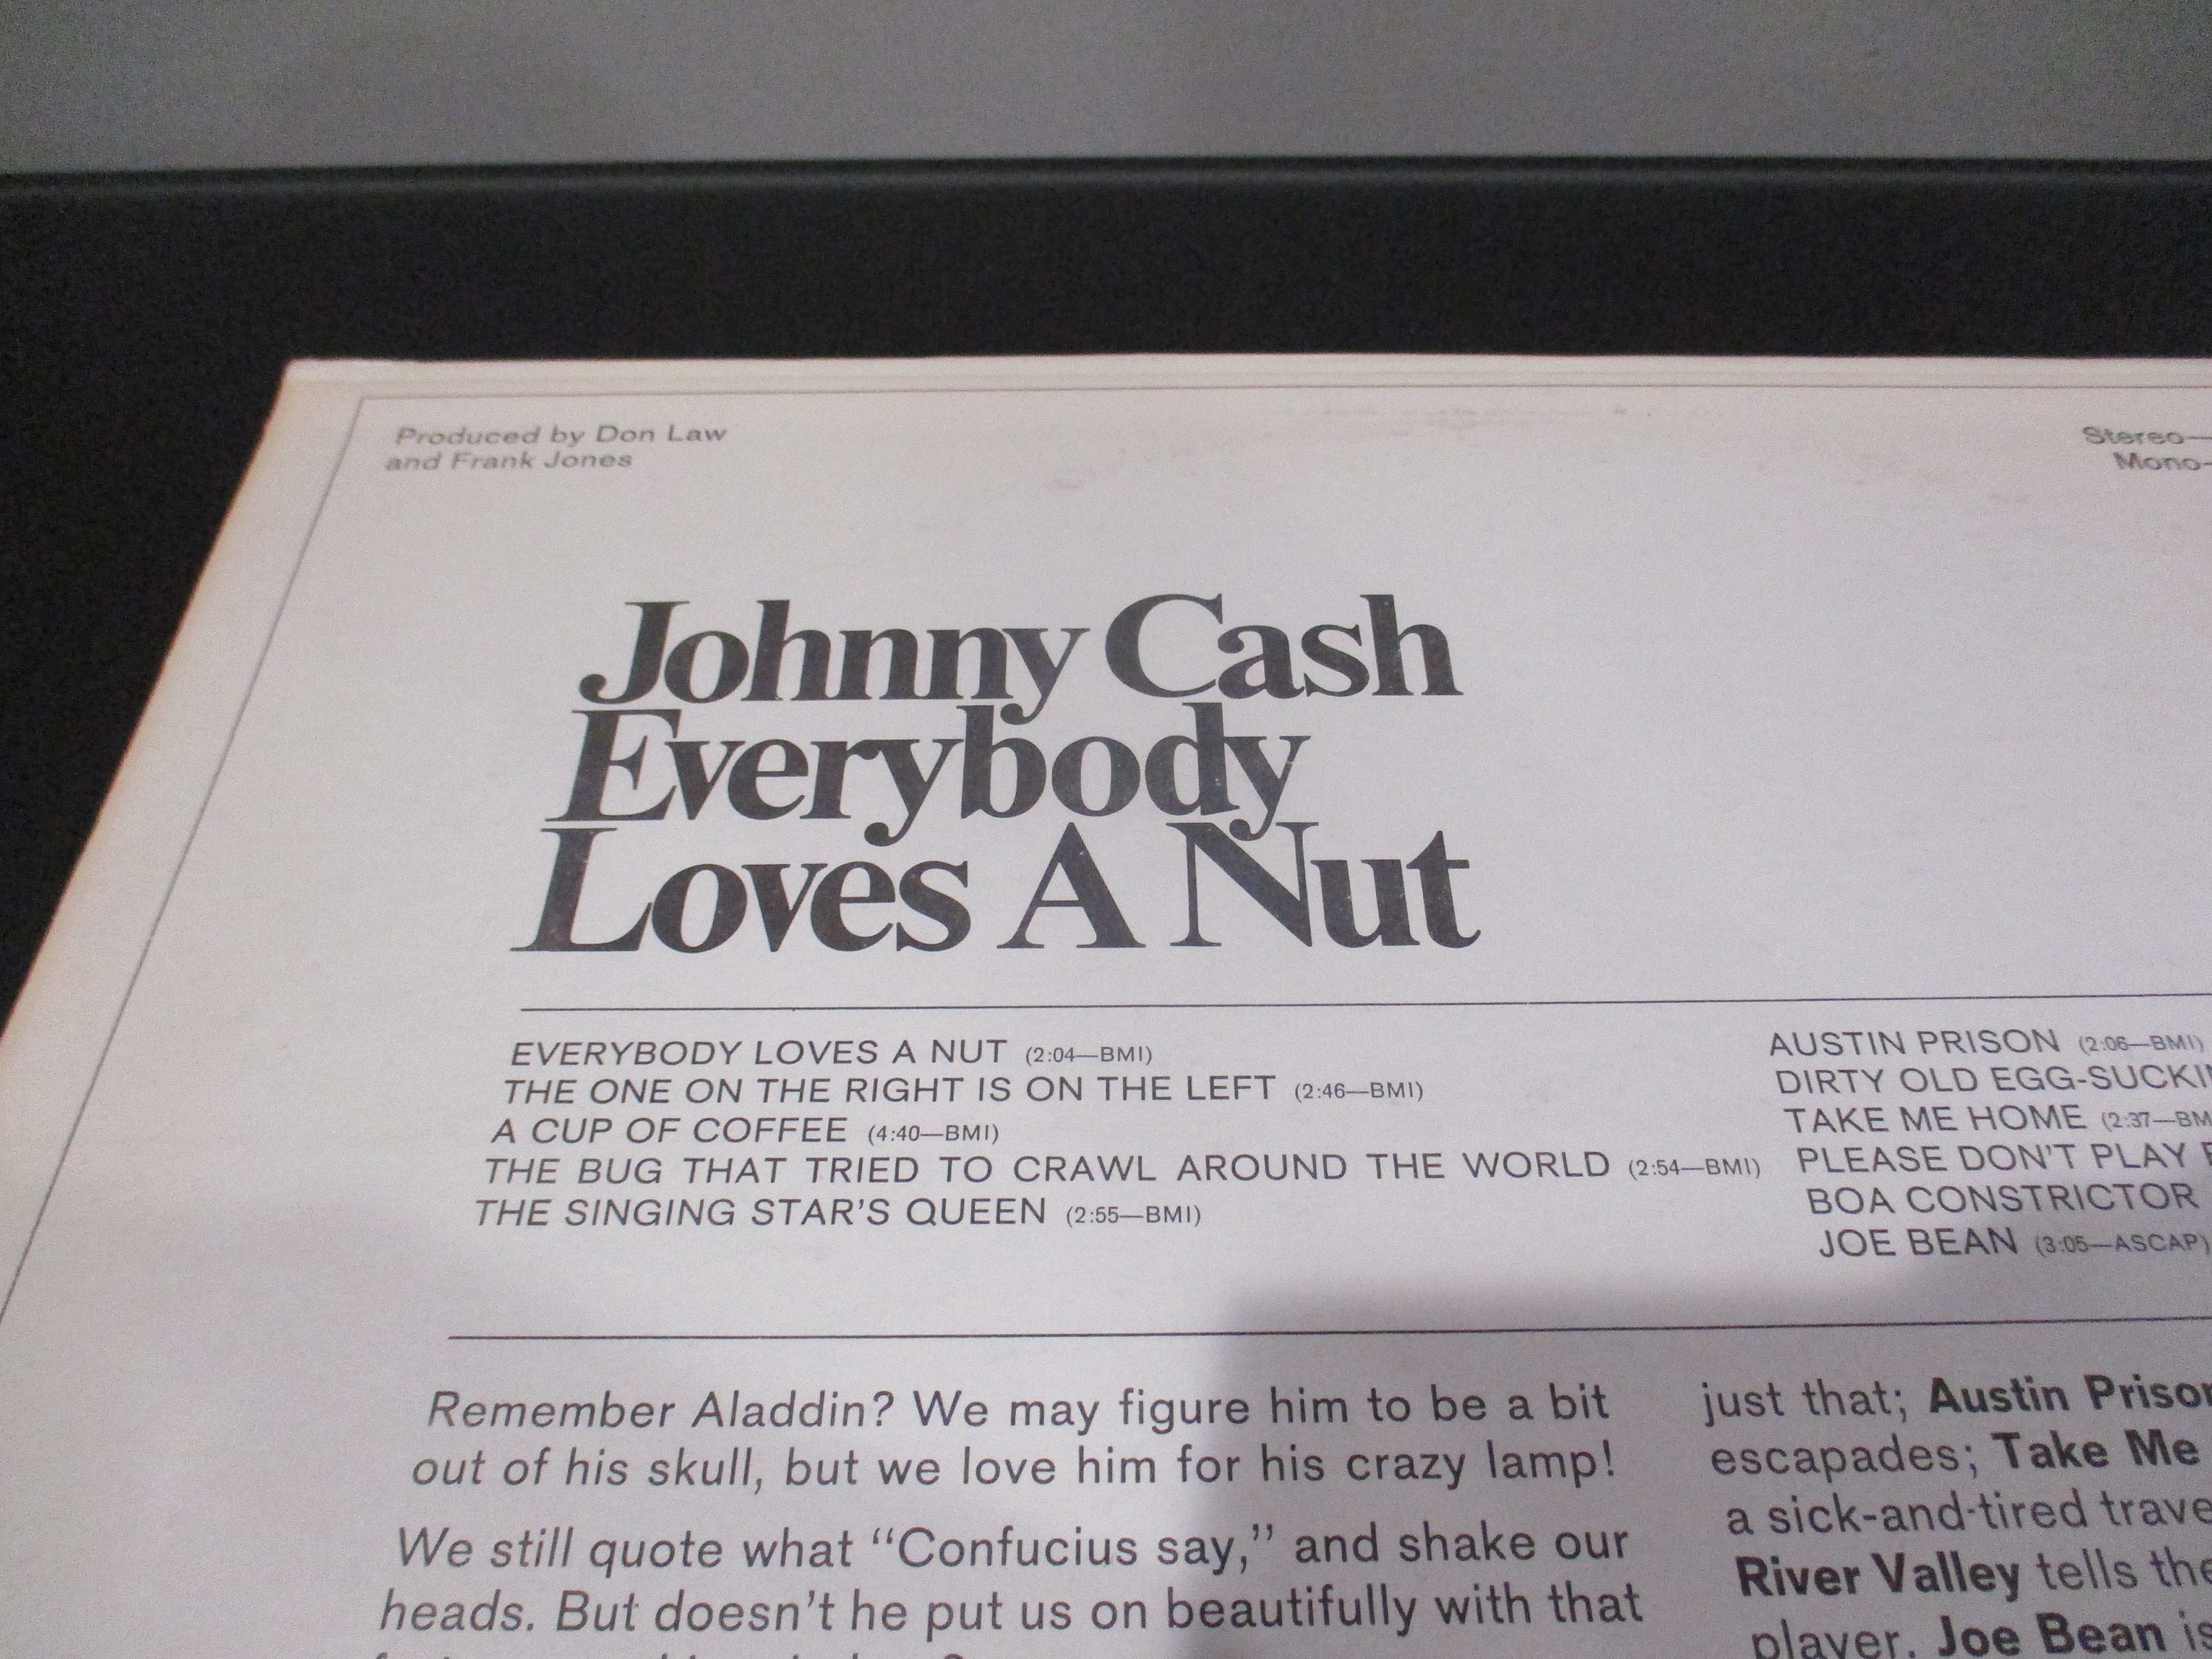 Produced by Don Law
and Frank Jones
Stereo—
Mono-
Johnny Cash
Everybody
Loves A Nut
EVERYBODY LOVES A NUT (2:04—BMI)
THE ONE ON THE RIGHT IS ON THE LEFT (2:46—BMI)
A CUP OF COFFEE (4:40—BMI)
THE BUG THAT TRIED TO CRAWL AROUND THE WORLD (2:54—BMI)
THE SINGING STAR'S QUEEN (2:55—BMI)
AUSTIN PRISON (2:06—BMI)
DIRTY OLD EGG-SUCKIN
TAKE ME HOME (2:37—BM
PLEASE DON'T PLAY
BOA CONSTRICTOR
JOE BEAN (3:05—ASCAP)
Remember Aladdin? We may figure him to be a bit
out of his skull, but we love him for his crazy lamp!
We still quote what “Confucius say,” and shake our
heads. But doesn't he put us on beautifully with that
just that; Austin Prison
escapades; Take Me
a sick-and-tired trave
River Valley tells the
player. Joe Bean is